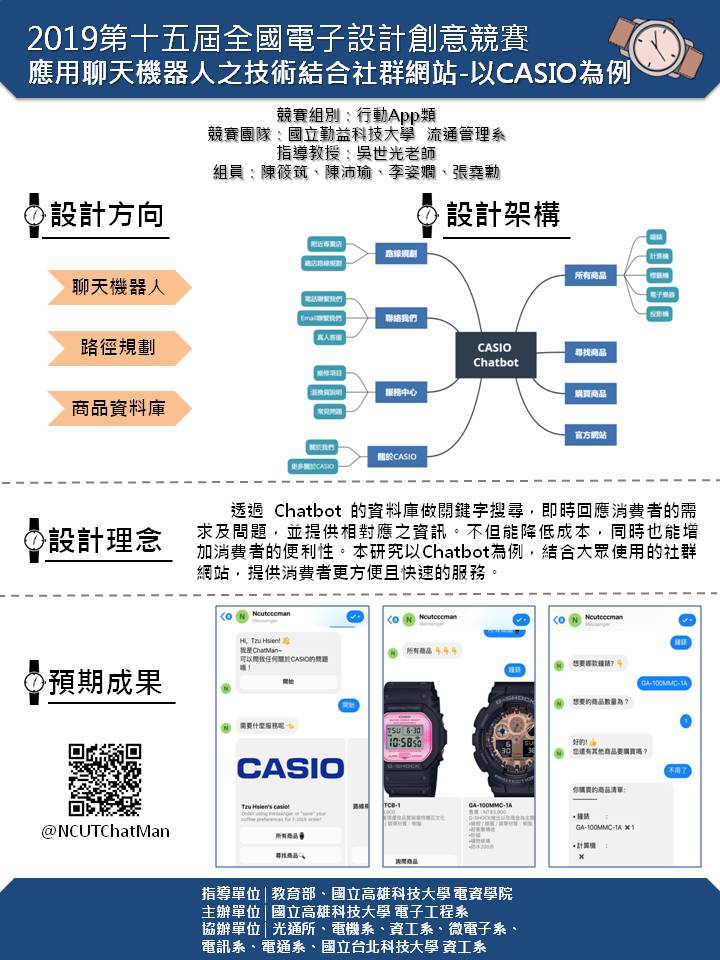 2019第十五屆全國電子設計創意競賽
應用聊天機器人之技術結合社群網站-以CASIO為例
競賽組別：行動App類
競賽團隊：國立勤益科技大學 流通管理系
指導教授：吳世光老師
組員：陳筱筑、陳沛瑜、李姿嫺、張堯勳
設計方向
聊天機器人
路徑規劃
商品資料庫
設計架構
CASIO
Chatbot
路線規劃
附近專賣店
總店路線規劃
聯絡我們
電話聯繫我們
Email聯繫我們
真人客服
服務中心
維修項目
退換貨說明
常見問題
關於CASIO
關於我們
更多關於CASIO
所有商品
鐘錶
計算機
標籤機
電子樂器
投影機
尋找商品
購買商品
官方網站
設計理念
透過 Chatbot 的資料庫做關鍵字搜尋，即時回應消費者的需
求及問題，並提供相對應之資訊。不但能降低成本，同時也能增
加消費者的便利性。本研究以Chatbot為例，結合大眾使用的社群
網站，提供消費者更方便且快速的服務。
預期成果
@NCUTChatMan
N Ncutcccman
Messenger
Hi, Tzu Hsien! 👋
我是ChatMan~
可以問我任何關於CASIO的問題
哦！
開始
開始
需要什麼服務呢
CASIO
Tzu Hsien's casio!
Order using messenger or "save" your
coffee preferences for 1-click order!
所有商品
尋找商品🔍
路線規
N Ncutcccman
Messenger
所有商品 👇👇👇
鐘錶
CASIO
G-SHOCK
10:58
TCB-1
GA-100MMC-1A
售價：NT$3,900
詢問商品
N Ncutcccman
Messenger
鐘錶
想要哪款鐘錶?
GA-100MMC-1A
想要的商品數量為？
1
好的! 👍
您還有其他商品要購買嗎？
不用了
你購買的商品清單:
• 鐘錶 :
GA-100MMC-1A ✖ 1
• 計算機 :
✖
指導單位│教育部、國立高雄科技大學 電資學院
主辦單位│國立高雄科技大學 電子工程系
協辦單位│光通所、電機系、資工系、微電子系、
電訊系、電通系、國立台北科技大學 資工系